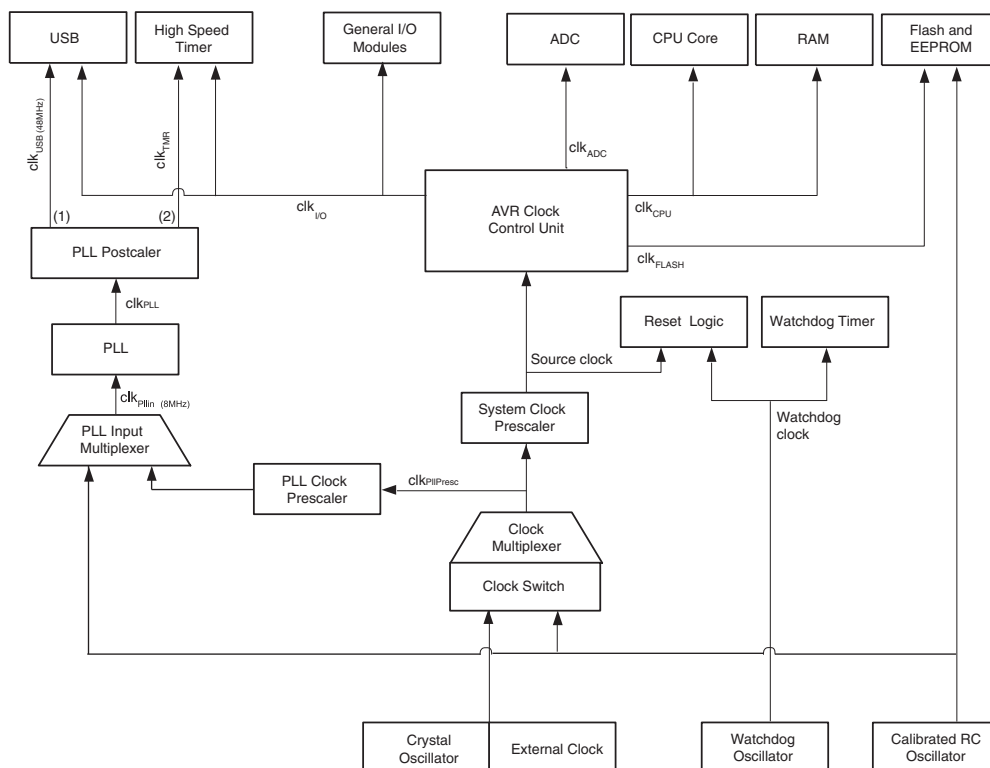 USB
High Speed
Timer
General I/O
Modules
ADC
CPU Core
RAM
Flash and
EEPROM
clkUSB (48MHz)
clkTMR
clkADC
(1)
(2)
clkI/O
AVR Clock
Control Unit
clkCPU
clkFLASH
PLL Postcaler
clkPLL
PLL
Reset Logic
Watchdog Timer
Source clock
clkPllin (8MHz)
PLL Input
Multiplexer
System Clock
Prescaler
Watchdog
clock
PLL Clock
Prescaler
clkPllPresc
Clock
Multiplexer
Clock Switch
Crystal
Oscillator
External Clock
Watchdog
Oscillator
Calibrated RC
Oscillator